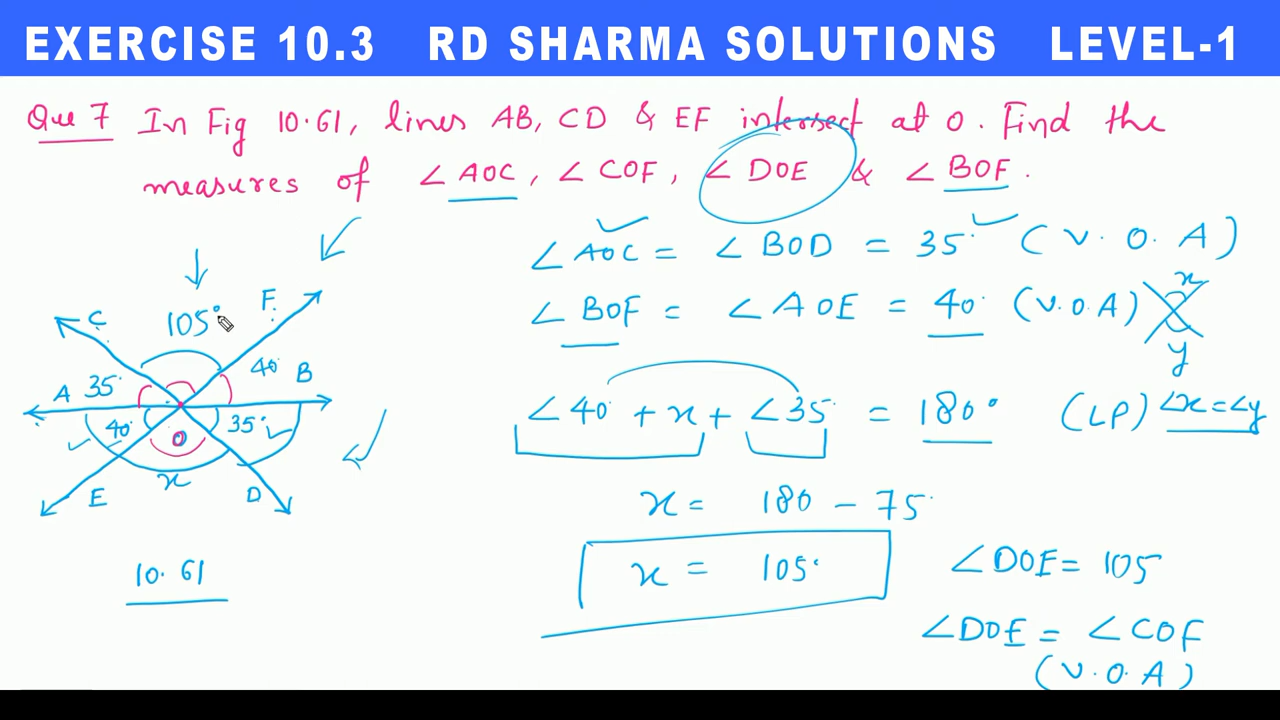 EXERCISE 10.3 RD SHARMA SOLUTIONS LEVEL-1
Que 7 In Fig 10.61, lines AB, CD & EF intersect at O. Find the
measures of ∠AOC, ∠COF, ∠DOE & ∠BOF.
∠AOC = ∠BOD = 35° (V.O.A)
∠BOF = ∠AOE = 40° (V.O.A)
x
y
∠40° + x + ∠35° = 180° (LP) ∠x = ∠y
x = 180 - 75°
x = 105°
∠DOE = 105
∠DOE = ∠COF
(V.O.A)
C 105° F
A 35° 40° B
40° O 35°
E x D
10.61